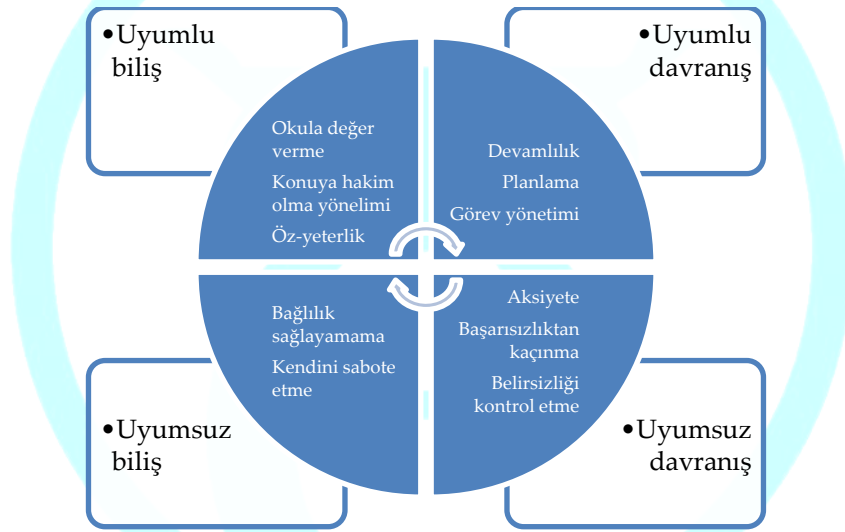 •Uyumlu
biliş
Okula değer
verme
Konuya hakim
olma yönelimi
Öz-yeterlik
•Uyumlu
davranış
Devamlılık
Planlama
Görev yönetimi
Bağlılık
sağlayamama
Kendini sabote
etme
•Uyumsuz
biliş
Aksiyete
Başarısızlıktan
kaçınma
Belirsizliği
kontrol etme
•Uyumsuz
davranış